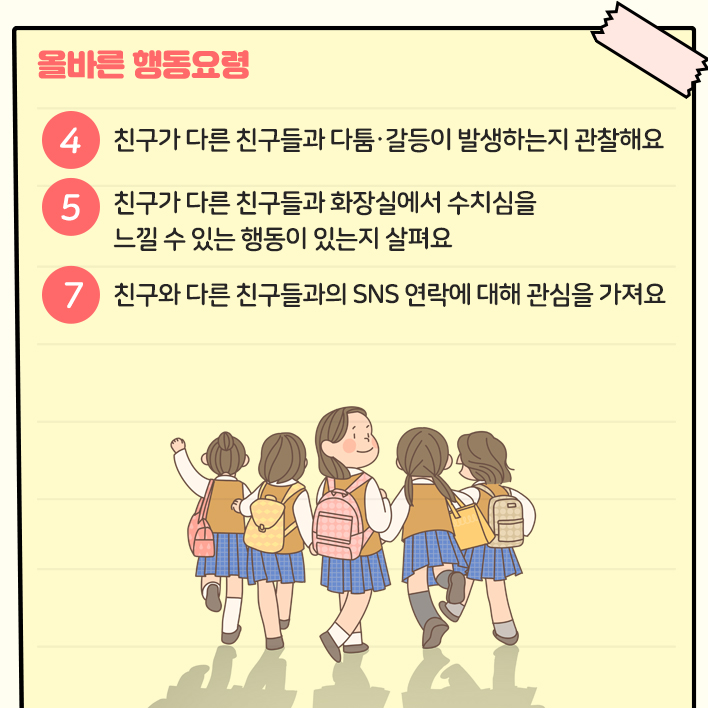 올바른 행동요령
4 친구가 다른 친구들과 다툼·갈등이 발생하는지 관찰해요
5 친구가 다른 친구들과 화장실에서 수치심을
느낄 수 있는 행동이 있는지 살펴요
7 친구와 다른 친구들과의 SNS 연락에 대해 관심을 가져요